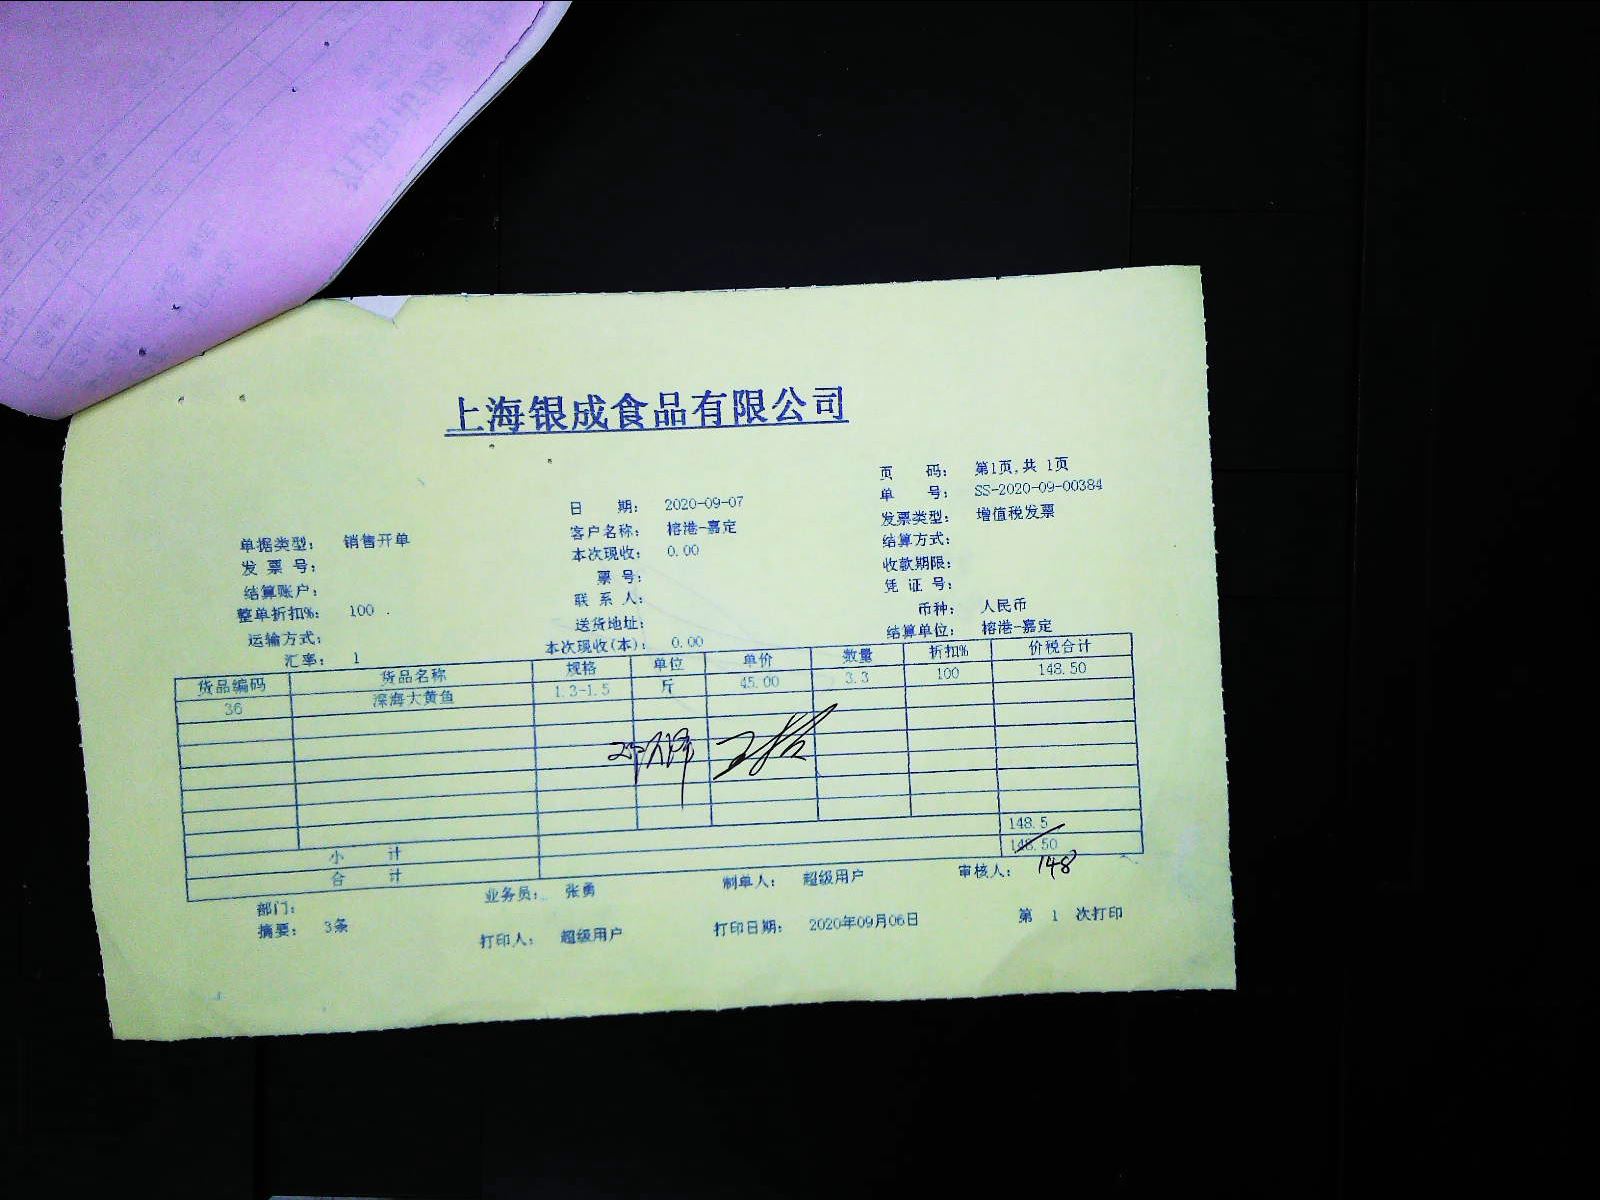 上海银成食品有限公司
页 码： 第1页,共 1页
日 期： 2020-09-07 单 号： SS-2020-09-00384
单据类型： 销售开单 客户名称： 榕港-嘉定 发票类型： 增值税发票
发 票 号： 本次现收： 0.00 结算方式：
结算账户： 票 号： 收款期限：
整单折扣%： 100 联 系 人： 凭 证 号：
运输方式： 送货地址： 币种： 人民币
汇率： 1 本次现收(本)： 0.00 结算单位： 榕港-嘉定
货品编码 货品名称 规格 单位 单价 数量 折扣% 价税合计
36 深海大黄鱼 1.3-1.5 斤 45.00 3.3 100 148.50
小 计 148.5
合 计 148.50
148
部门： 业务员： 张勇 制单人： 超级用户 审核人：
摘要： 3条 打印人： 超级用户 打印日期： 2020年09月06日 第 1 次打印